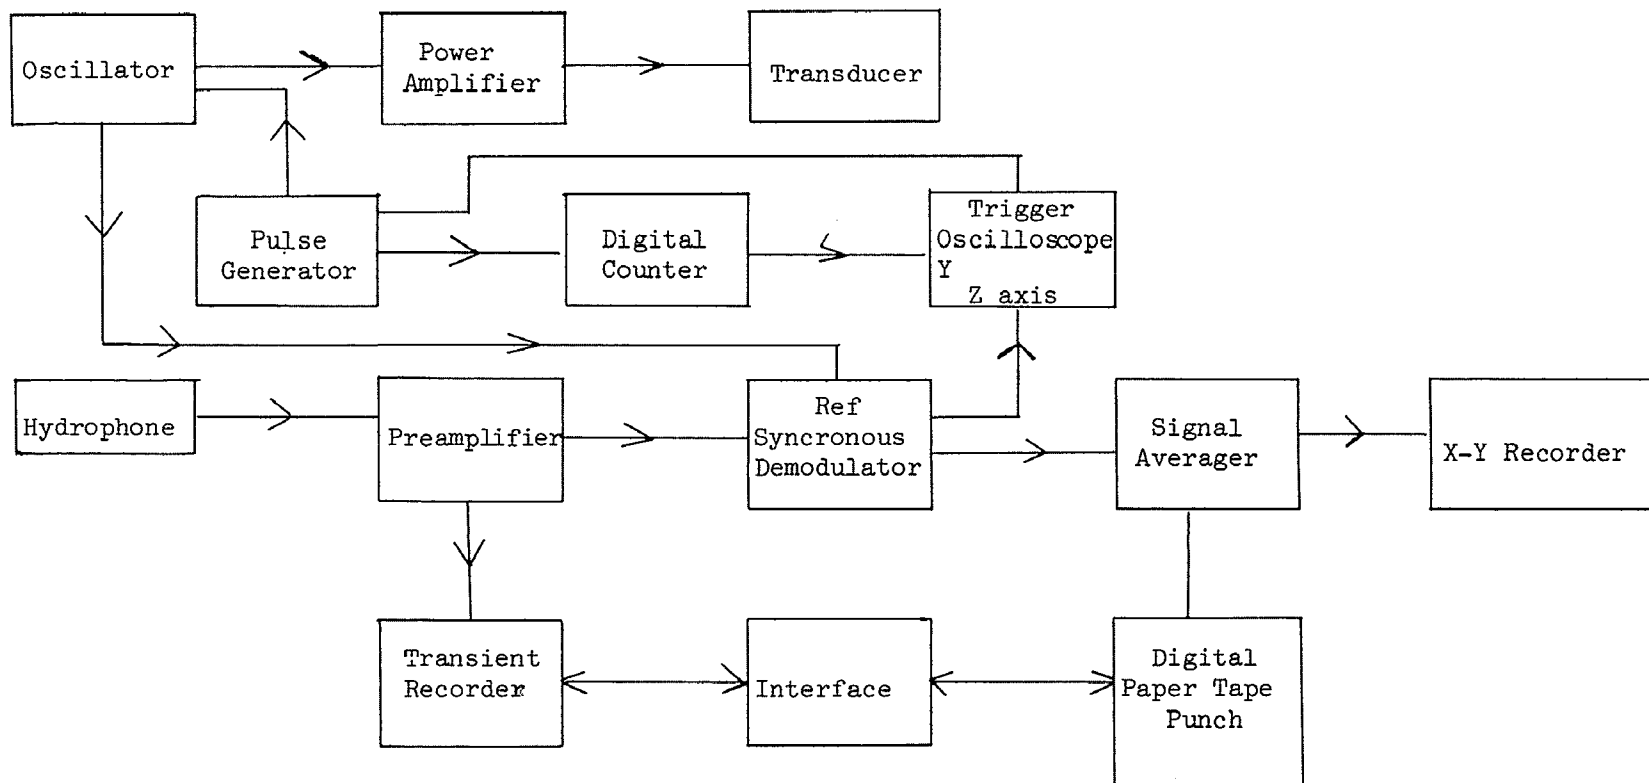 Oscillator
Power
Amplifier
Transducer
Pulse
Generator
Digital
Counter
Trigger
Oscilloscope
Y
Z axis
Hydrophone
Preamplifier
Ref
Syncronous
Demodulator
Signal
Averager
X-Y Recorder
Transient
Recorder
Interface
Digital
Paper Tape
Punch